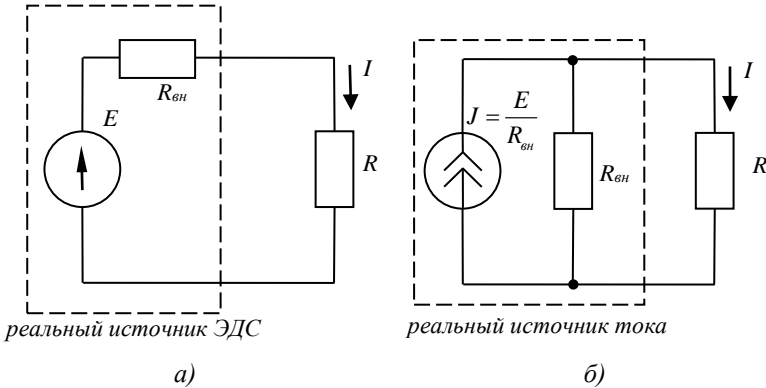 I
Rвн
E
R
реальный источник ЭДС
а)
I
J = E / Rвн
Rвн
R
реальный источник тока
б)